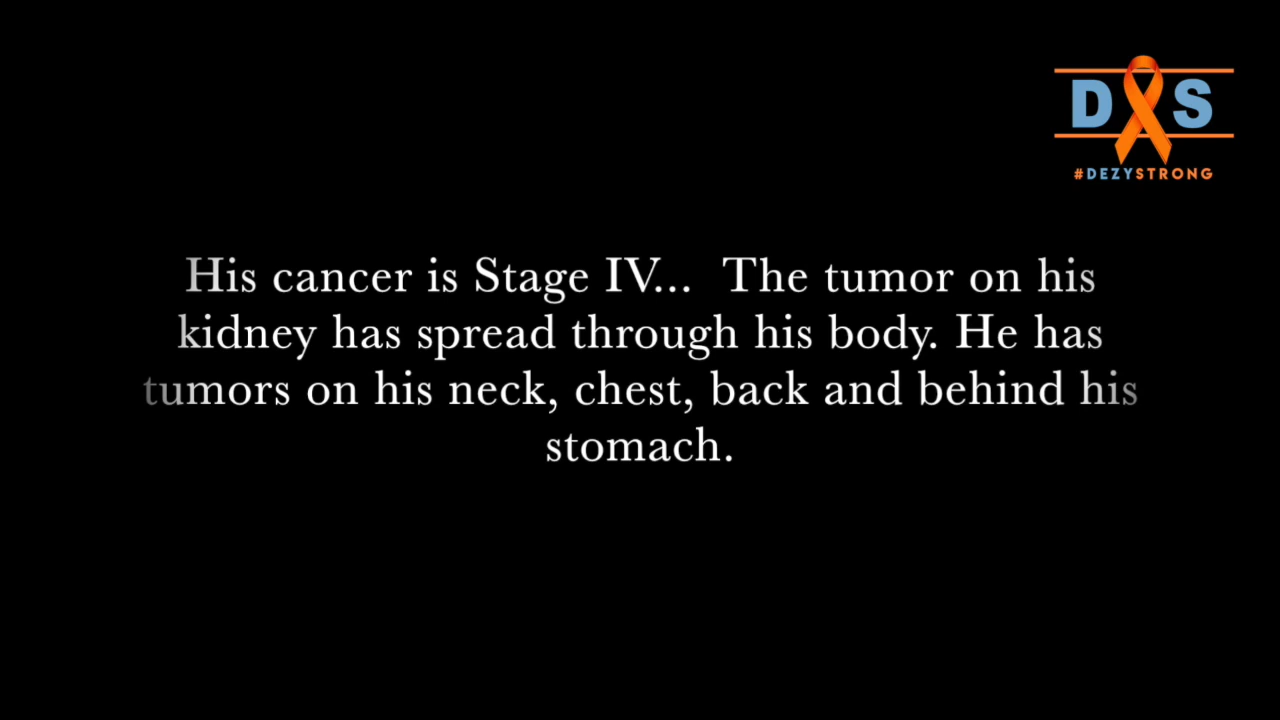 D S
#DEZYSTRONG
His cancer is Stage IV... The tumor on his
kidney has spread through his body. He has
tumors on his neck, chest, back and behind his
stomach.